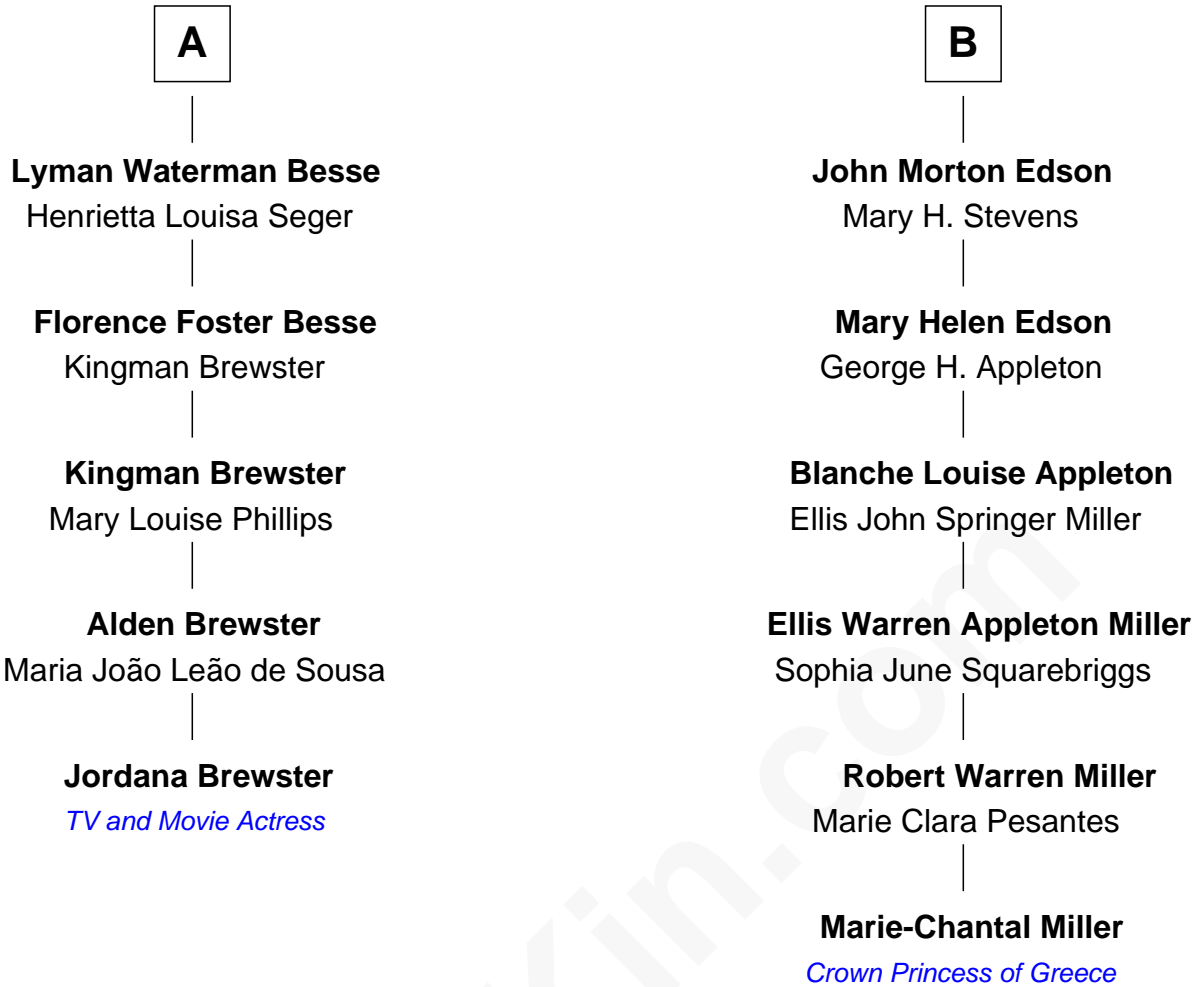 A
Lyman Waterman Besse
Henrietta Louisa Seger
Florence Foster Besse
Kingman Brewster
Kingman Brewster
Mary Louise Phillips
Alden Brewster
Maria João Leão de Sousa
Jordana Brewster
TV and Movie Actress
B
John Morton Edson
Mary H. Stevens
Mary Helen Edson
George H. Appleton
Blanche Louise Appleton
Ellis John Springer Miller
Ellis Warren Appleton Miller
Sophia June Squarebriggs
Robert Warren Miller
Marie Clara Pesantes
Marie-Chantal Miller
Crown Princess of Greece
Kin.com